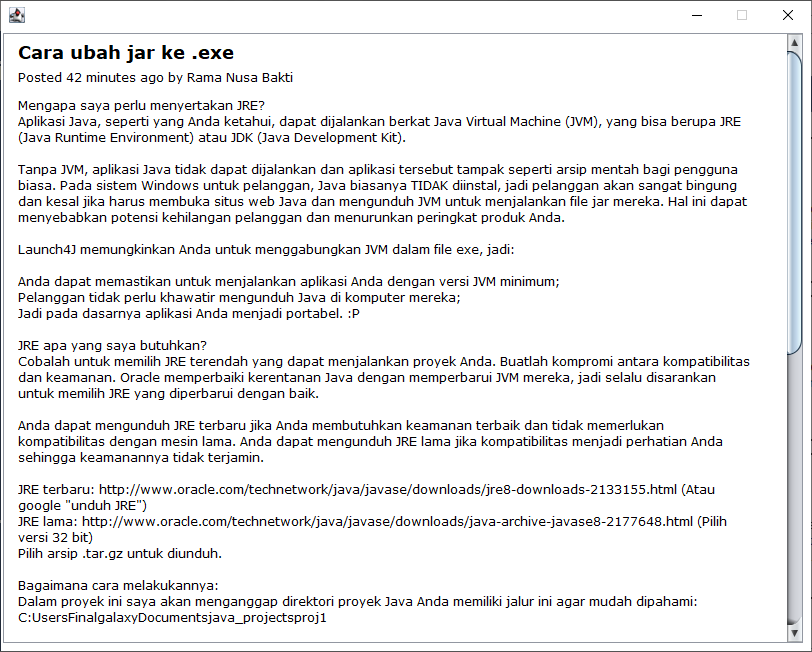 Cara ubah jar ke .exe
Posted 42 minutes ago by Rama Nusa Bakti
Mengapa saya perlu menyertakan JRE?
Aplikasi Java, seperti yang Anda ketahui, dapat dijalankan berkat Java Virtual Machine (JVM), yang bisa berupa JRE
(Java Runtime Environment) atau JDK (Java Development Kit).
Tanpa JVM, aplikasi Java tidak dapat dijalankan dan aplikasi tersebut tampak seperti arsip mentah bagi pengguna
biasa. Pada sistem Windows untuk pelanggan, Java biasanya TIDAK diinstal, jadi pelanggan akan sangat bingung
dan kesal jika harus membuka situs web Java dan mengunduh JVM untuk menjalankan file jar mereka. Hal ini dapat
menyebabkan potensi kehilangan pelanggan dan menurunkan peringkat produk Anda.
Launch4J memungkinkan Anda untuk menggabungkan JVM dalam file exe, jadi:
Anda dapat memastikan untuk menjalankan aplikasi Anda dengan versi JVM minimum;
Pelanggan tidak perlu khawatir mengunduh Java di komputer mereka;
Jadi pada dasarnya aplikasi Anda menjadi portabel. :P
JRE apa yang saya butuhkan?
Cobalah untuk memilih JRE terendah yang dapat menjalankan proyek Anda. Buatlah kompromi antara kompatibilitas
dan keamanan. Oracle memperbaiki kerentanan Java dengan memperbarui JVM mereka, jadi selalu disarankan
untuk memilih JRE yang diperbarui dengan baik.
Anda dapat mengunduh JRE terbaru jika Anda membutuhkan keamanan terbaik dan tidak memerlukan
kompatibilitas dengan mesin lama. Anda dapat mengunduh JRE lama jika kompatibilitas menjadi perhatian Anda
sehingga keamanannya tidak terjamin.
JRE terbaru: http://www.oracle.com/technetwork/java/javase/downloads/jre8-downloads-2133155.html (Atau
google "unduh JRE")
JRE lama: http://www.oracle.com/technetwork/java/javase/downloads/java-archive-javase8-2177648.html (Pilih
versi 32 bit)
Pilih arsip .tar.gz untuk diunduh.
Bagaimana cara melakukannya:
Dalam proyek ini saya akan menganggap direktori proyek Java Anda memiliki jalur ini agar mudah dipahami:
C:UsersFinalgalaxyDocumentsjava_projectsproj1